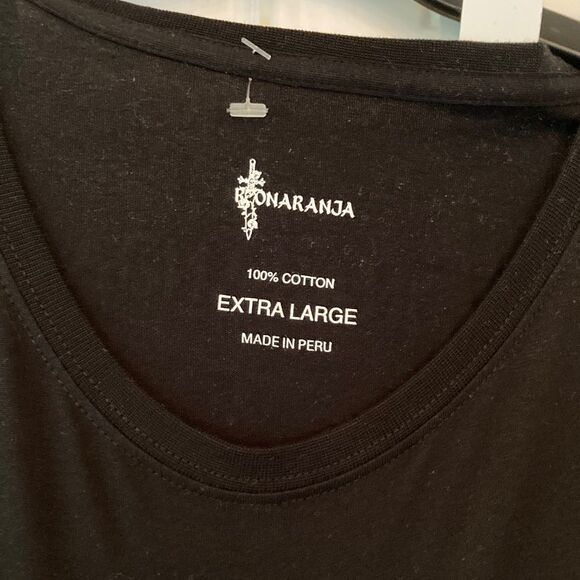 BONARANJA
100% COTTON
EXTRA LARGE
MADE IN PERU